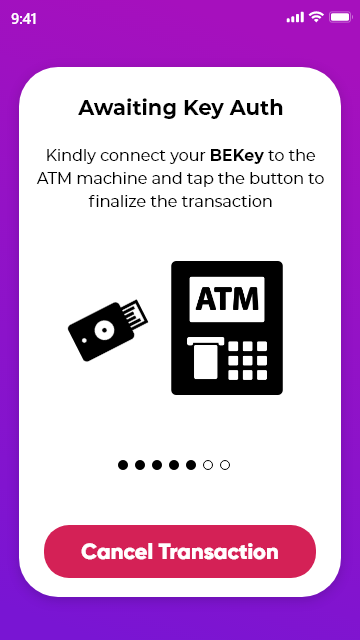 9:41
Awaiting Key Auth
Kindly connect your BEKey to the
ATM machine and tap the button to
finalize the transaction
ATM
Cancel Transaction